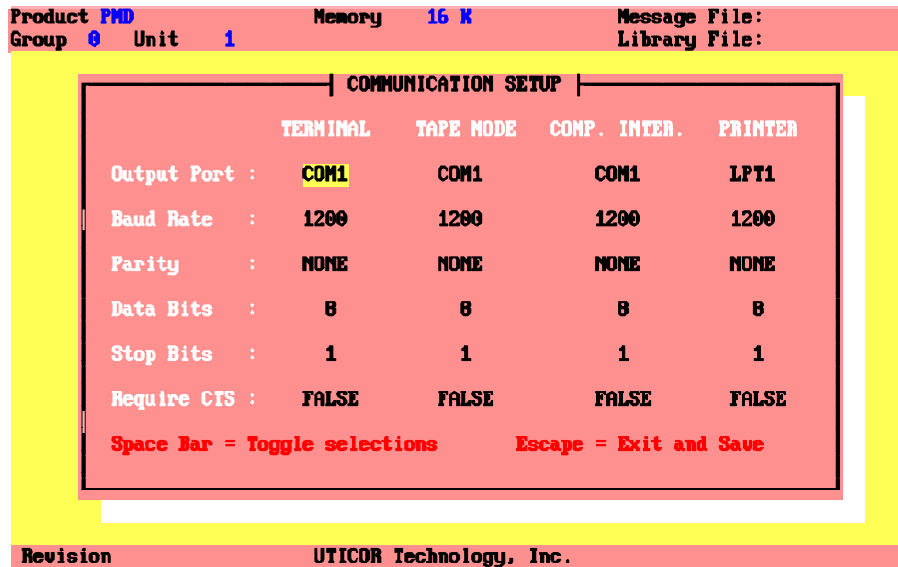 Product PMD Memory 16 K Message File:
Group 0 Unit 1 Library File:
COMMUNICATION SETUP
TERMINAL TAPE MODE COMP. INTER. PRINTER
Output Port : COM1 COM1 COM1 LPT1
Baud Rate : 1200 1200 1200 1200
Parity : NONE NONE NONE NONE
Data Bits : 8 8 8 8
Stop Bits : 1 1 1 1
Require CTS : FALSE FALSE FALSE FALSE
Space Bar = Toggle selections Escape = Exit and Save
Revision UTICOR Technology, Inc.